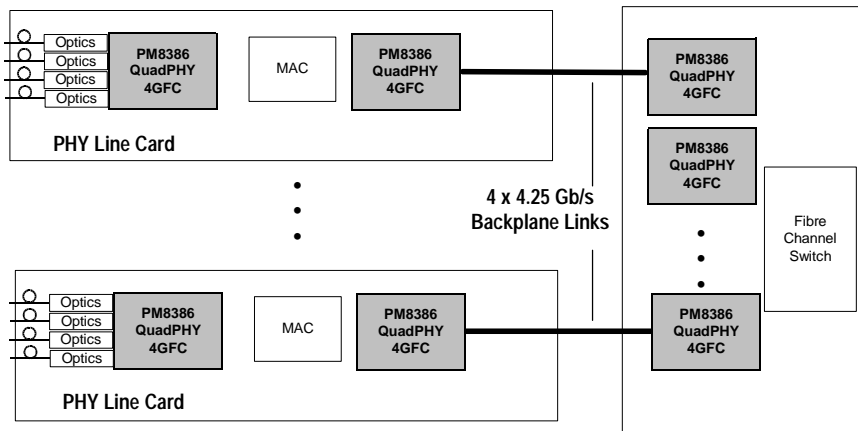 Optics
Optics
Optics
Optics
PM8386
QuadPHY
4GFC
MAC
PM8386
QuadPHY
4GFC
PHY Line Card
PM8386
QuadPHY
4GFC
PM8386
QuadPHY
4GFC
4 x 4.25 Gb/s
Backplane Links
Fibre
Channel
Switch
Optics
Optics
Optics
Optics
PM8386
QuadPHY
4GFC
MAC
PM8386
QuadPHY
4GFC
PHY Line Card
PM8386
QuadPHY
4GFC